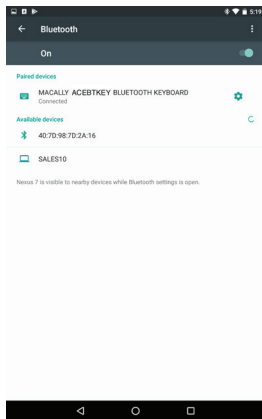 5:19
Bluetooth
On
Paired devices
MACALLY ACEBTKEY BLUETOOTH KEYBOARD
Connected
Available devices
40:7D:98:7D:2A:16
SALES10
Nexus 7 is visible to nearby devices while Bluetooth settings is open.